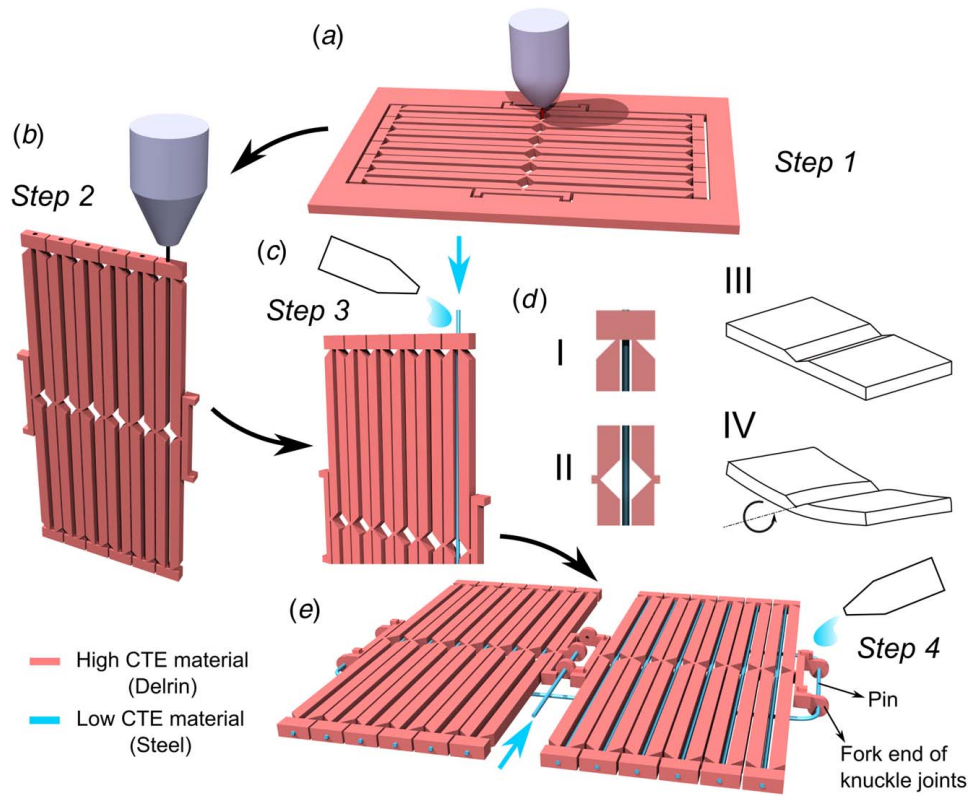 (a)
Step 1
(b)
Step 2
(c)
Step 3
(d)
I
II
III
IV
(e)
Step 4
Pin
Fork end of
knuckle joints
High CTE material
(Delrin)
Low CTE material
(Steel)